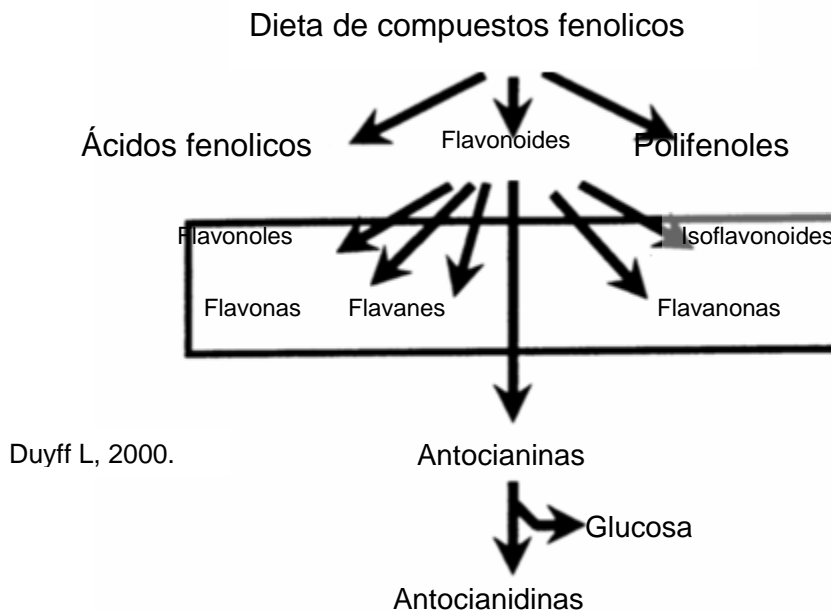 Dieta de compuestos fenolicos
Ácidos fenolicos Flavonoides Polifenoles
Flavonoles Isoflavonoides
Flavonas Flavanes Flavanonas
Duyff L, 2000. Antocianinas
Glucosa
Antocianidinas